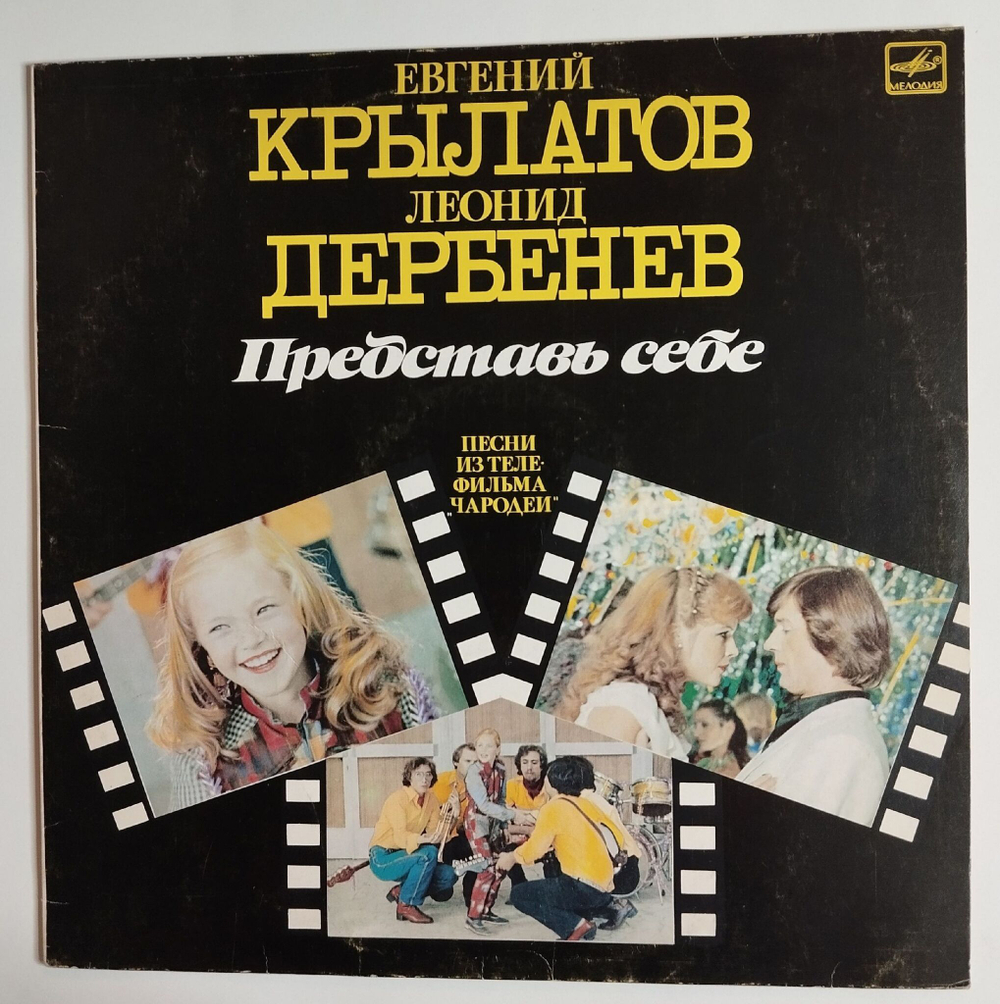 ЕВГЕНИЙ
КРЫЛАТОВ
ЛЕОНИД
ДЕРБЕНЕВ
Представь себе
ПЕСНИ
ИЗ ТЕЛЕ-
ФИЛЬМА
„ЧАРОДЕИ"
МЕЛОДИЯ